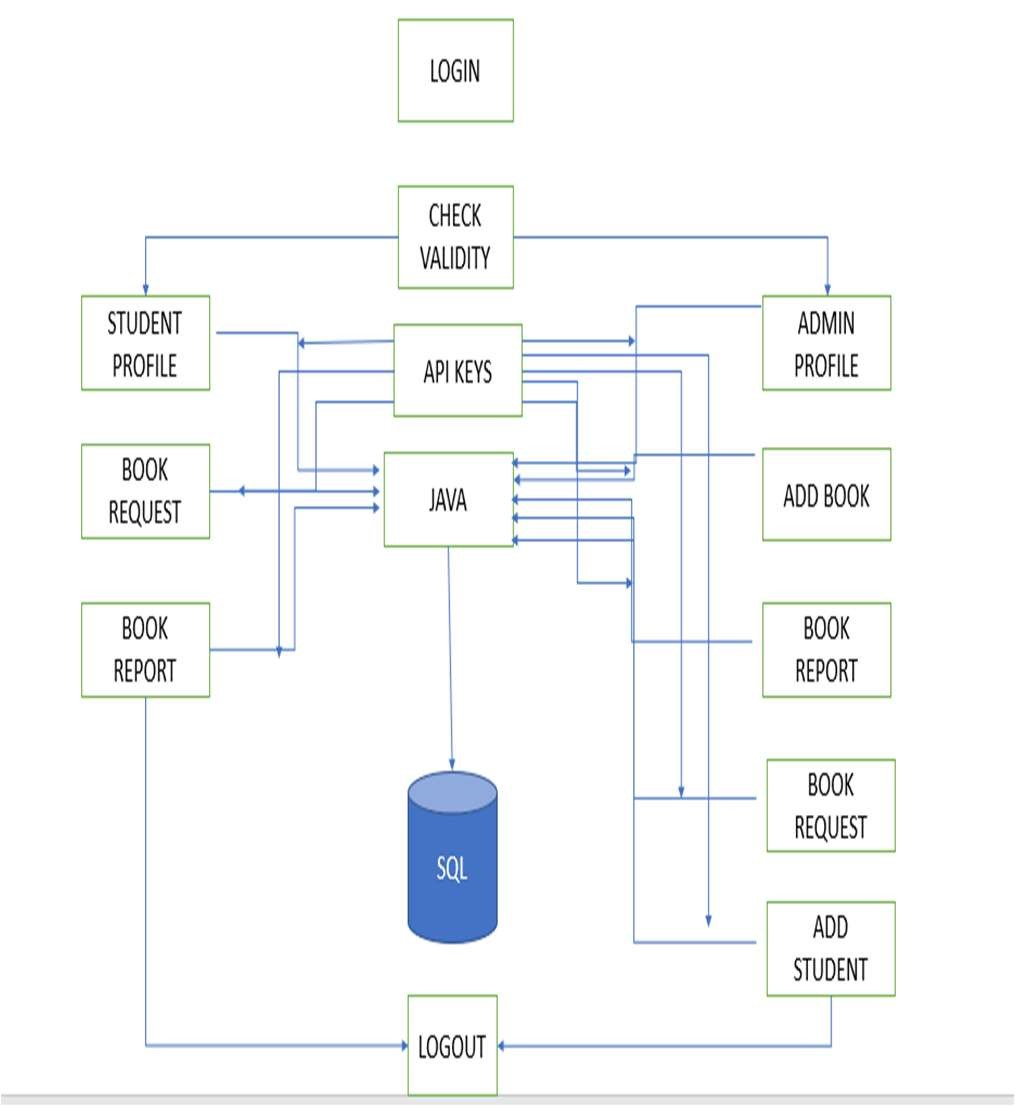 LOGIN
CHECK
VALIDITY
STUDENT
PROFILE
API KEYS
ADMIN
PROFILE
BOOK
REQUEST
JAVA
ADD BOOK
BOOK
REPORT
BOOK
REPORT
BOOK
REQUEST
SQL
ADD
STUDENT
LOGOUT